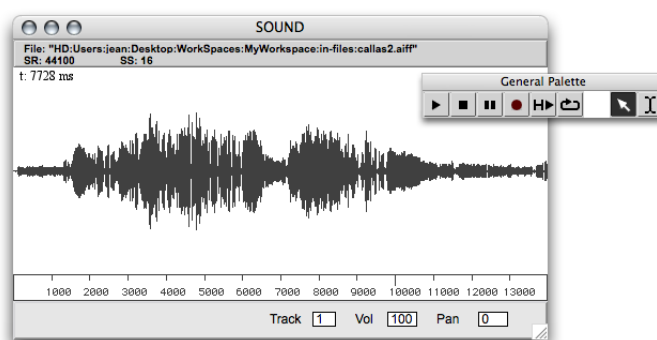 SOUND
File: "HD:Users:jean:Desktop:WorkSpaces:MyWorkspace:in-files:callas2.aiff"
SR: 44100 SS: 16
t: 7728 ms
General Palette
H
1000 2000 3000 4000 5000 6000 7000 8000 9000 10000 11000 12000 13000
Track 1 Vol 100 Pan 0